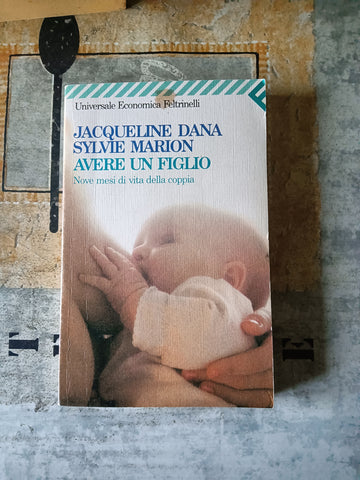 Universale Economica Feltrinelli
JACQUELINE DANA
SYLVIE MARION
AVERE UN FIGLIO
Nove mesi di vita della coppia